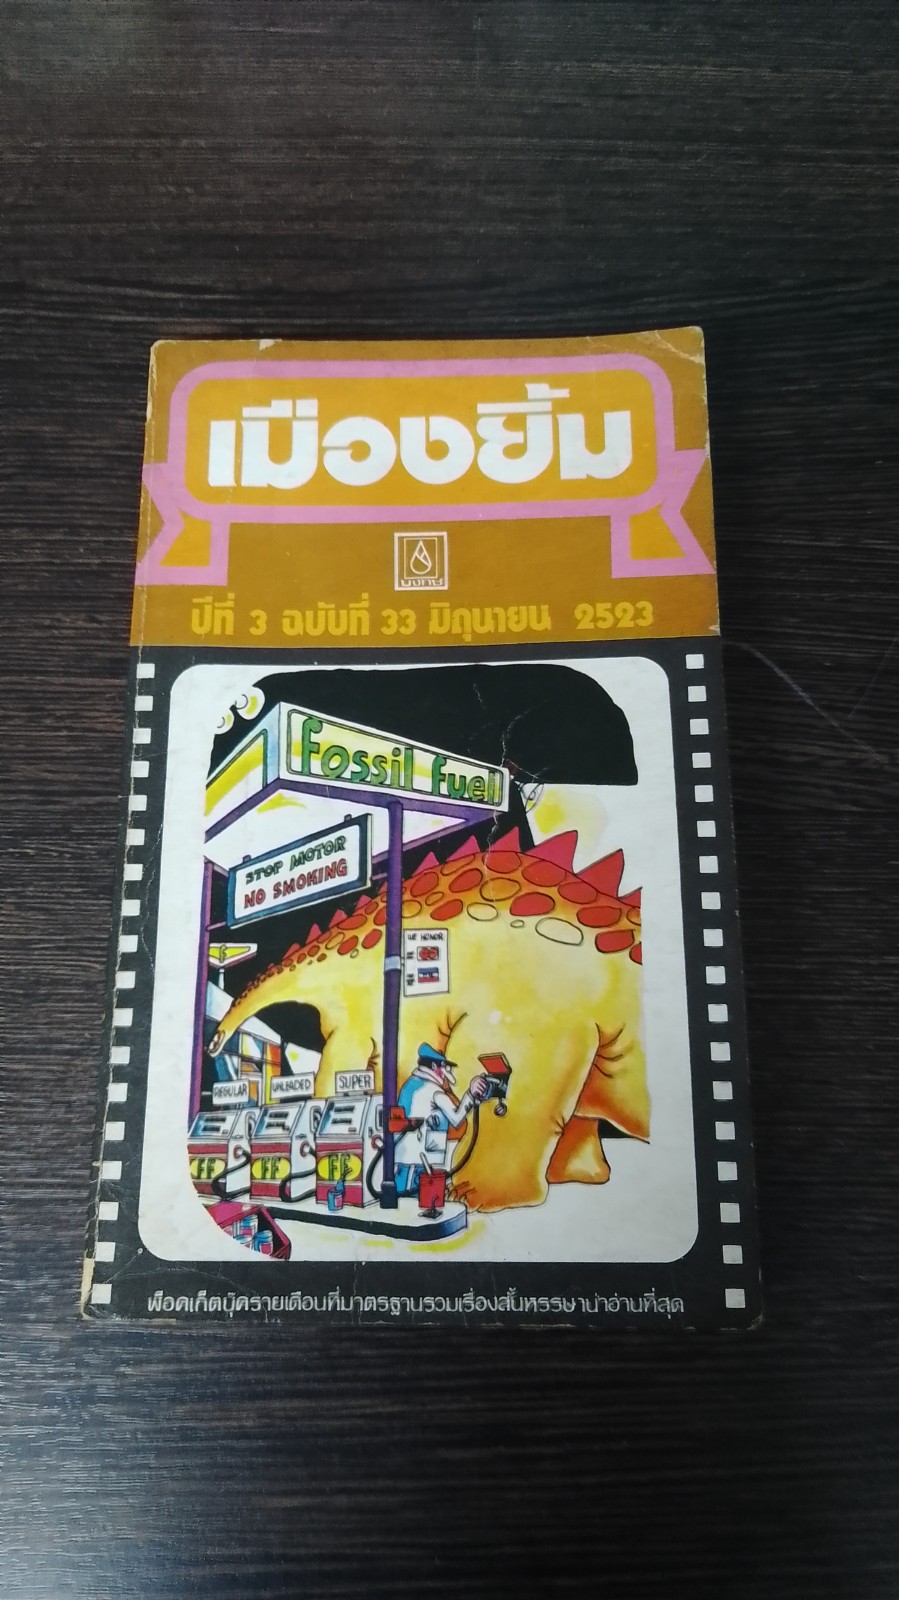 เมืองยิ้ม
ปีที่ 3 ฉบับที่ 33 มิถุนายน 2523
fossil fuel
STOP MOTOR
NO SMOKING
WE HONOR
REGULAR
UNLEADED
SUPER
FF
FF
FF
พ็อคเก็ตบุ๊ครายเดือนที่มาตรฐานรวมเรื่องสั้นหรรษาน่าอ่านที่สุด